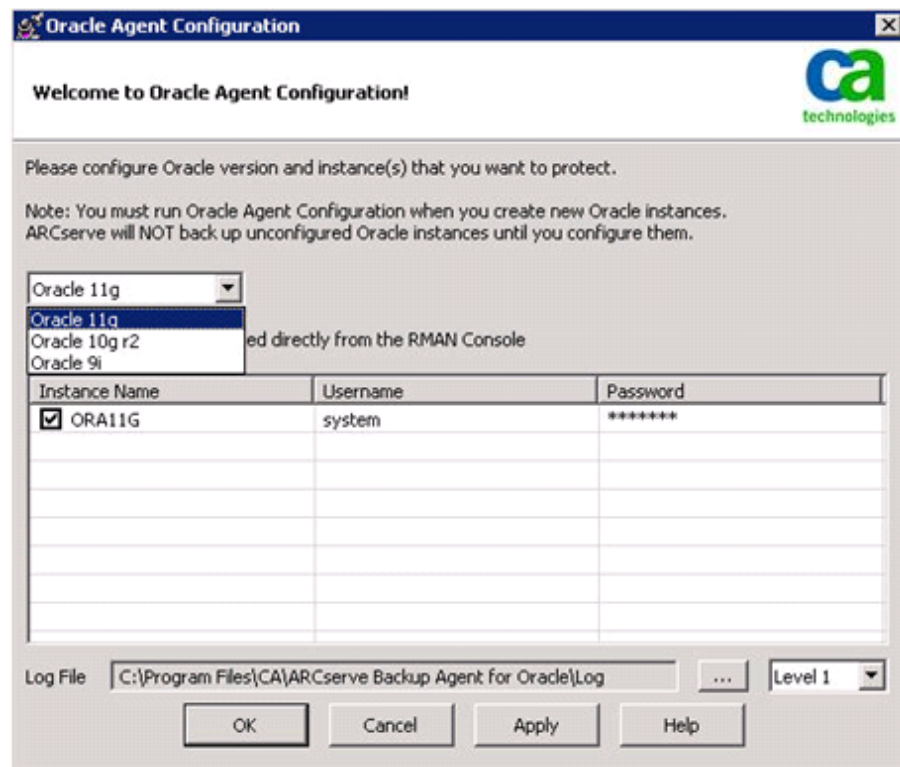 Oracle Agent Configuration
Welcome to Oracle Agent Configuration!
ca
technologies
Please configure Oracle version and instance(s) that you want to protect.
Note: You must run Oracle Agent Configuration when you create new Oracle instances.
ARCserve will NOT back up unconfigured Oracle instances until you configure them.
Oracle 11g
Oracle 11g
Oracle 10g r2
ed directly from the RMAN Console
Oracle 9i
Instance Name Username Password
ORA11G system *******
Log File C:\Program Files\CA\ARCserve Backup Agent for Oracle\Log ... Level 1
OK Cancel Apply Help